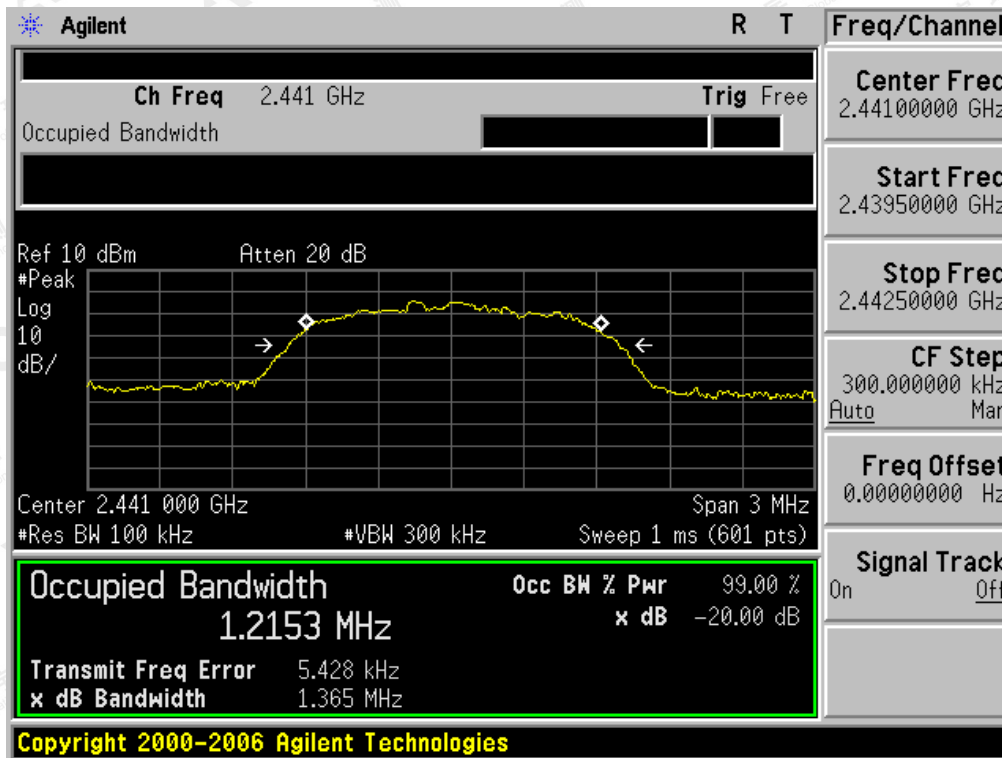 Agilent R T
Ch Freq 2.441 GHz Trig Free
Occupied Bandwidth
Ref 10 dBm Atten 20 dB
#Peak
Log
10
dB/
Center 2.441 000 GHz Span 3 MHz
#Res BW 100 kHz #VBW 300 kHz Sweep 1 ms (601 pts)
Occupied Bandwidth
1.2153 MHz
Occ BW % Pwr 99.00 %
x dB -20.00 dB
Transmit Freq Error 5.428 kHz
x dB Bandwidth 1.365 MHz
Copyright 2000-2006 Agilent Technologies
Freq/Channel
Center Freq
2.44100000 GHz
Start Freq
2.43950000 GHz
Stop Freq
2.44250000 GHz
CF Step
300.000000 kHz
Auto Man
Freq Offset
0.00000000 Hz
Signal Track
On Off